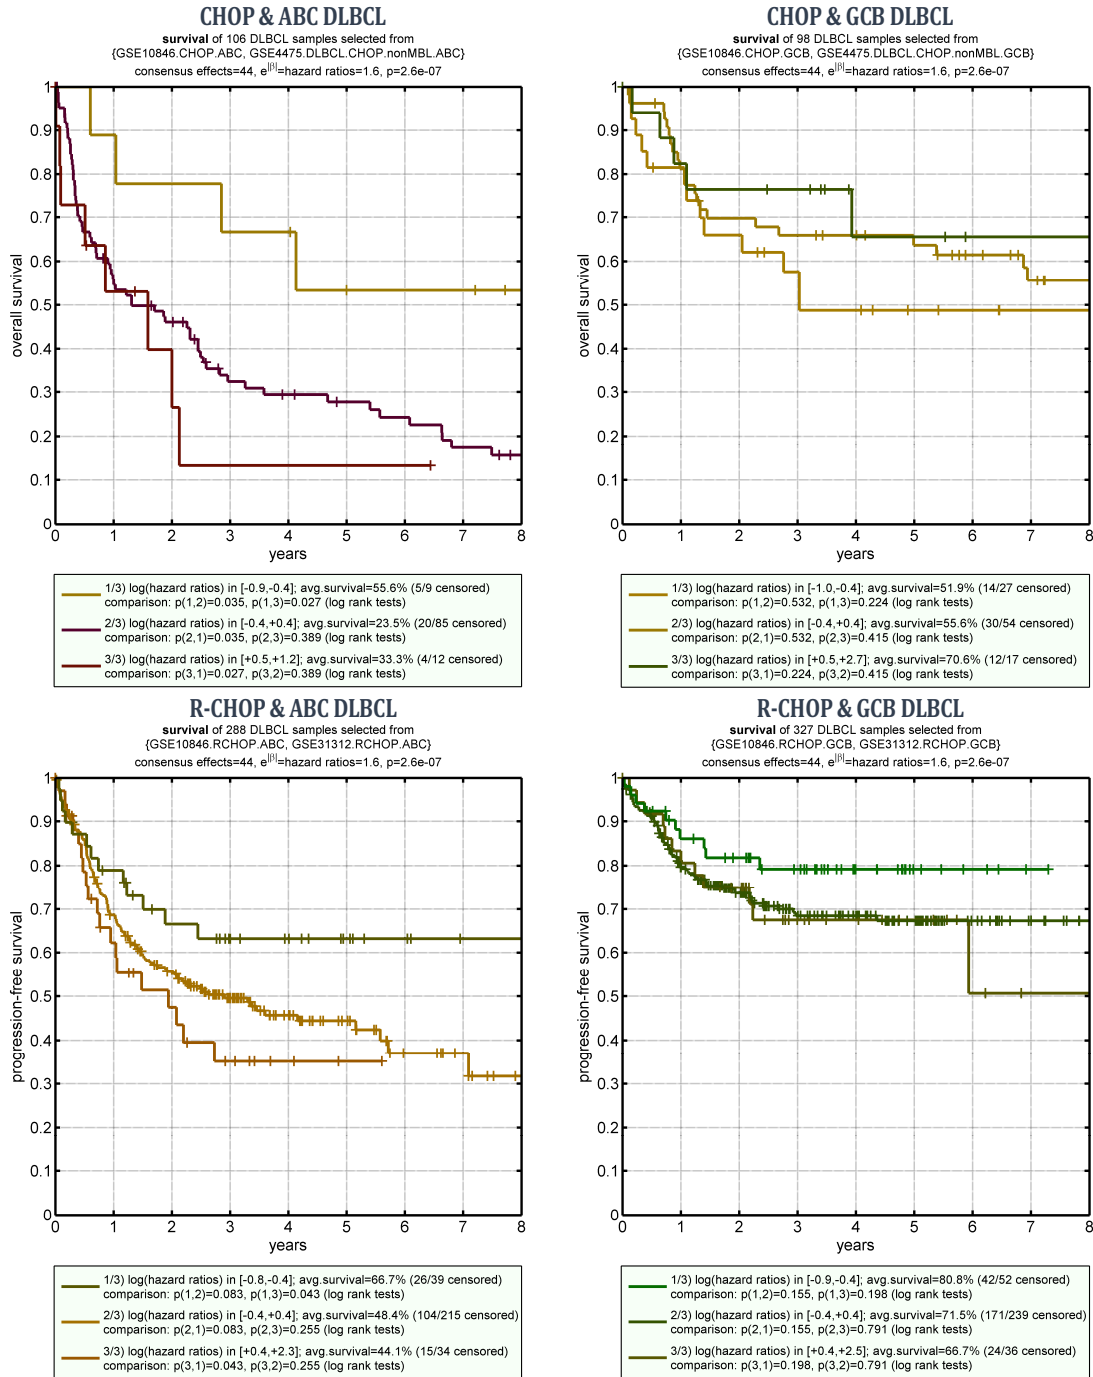 CHOP & ABC DLBCL
survival of 106 DLBCL samples selected from
{GSE10846.CHOP.ABC, GSE4475.DLBCL.CHOP.nonMBL.ABC}
consensus effects=44, e|β|=hazard ratios=1.6, p=2.6e-07
1
0.9
0.8
0.7
0.6
0.5
0.4
0.3
0.2
0.1
0
overall survival
0 1 2 3 4 5 6 7 8
years
1/3) log(hazard ratios) in [-0.9,-0.4]; avg.survival=55.6% (5/9 censored)
comparison: p(1,2)=0.035, p(1,3)=0.027 (log rank tests)
2/3) log(hazard ratios) in [-0.4,+0.4]; avg.survival=23.5% (20/85 censored)
comparison: p(2,1)=0.035, p(2,3)=0.389 (log rank tests)
3/3) log(hazard ratios) in [+0.5,+1.2]; avg.survival=33.3% (4/12 censored)
comparison: p(3,1)=0.027, p(3,2)=0.389 (log rank tests)
CHOP & GCB DLBCL
survival of 98 DLBCL samples selected from
{GSE10846.CHOP.GCB, GSE4475.DLBCL.CHOP.nonMBL.GCB}
consensus effects=44, e|β|=hazard ratios=1.6, p=2.6e-07
1
0.9
0.8
0.7
0.6
0.5
0.4
0.3
0.2
0.1
0
overall survival
0 1 2 3 4 5 6 7 8
years
1/3) log(hazard ratios) in [-1.0,-0.4]; avg.survival=51.9% (14/27 censored)
comparison: p(1,2)=0.532, p(1,3)=0.224 (log rank tests)
2/3) log(hazard ratios) in [-0.4,+0.4]; avg.survival=55.6% (30/54 censored)
comparison: p(2,1)=0.532, p(2,3)=0.415 (log rank tests)
3/3) log(hazard ratios) in [+0.5,+2.7]; avg.survival=70.6% (12/17 censored)
comparison: p(3,1)=0.224, p(3,2)=0.415 (log rank tests)
R-CHOP & ABC DLBCL
survival of 288 DLBCL samples selected from
{GSE10846.RCHOP.ABC, GSE31312.RCHOP.ABC}
consensus effects=44, e|β|=hazard ratios=1.6, p=2.6e-07
1
0.9
0.8
0.7
0.6
0.5
0.4
0.3
0.2
0.1
0
progression-free survival
0 1 2 3 4 5 6 7 8
years
1/3) log(hazard ratios) in [-0.8,-0.4]; avg.survival=66.7% (26/39 censored)
comparison: p(1,2)=0.083, p(1,3)=0.043 (log rank tests)
2/3) log(hazard ratios) in [-0.4,+0.4]; avg.survival=48.4% (104/215 censored)
comparison: p(2,1)=0.083, p(2,3)=0.255 (log rank tests)
3/3) log(hazard ratios) in [+0.4,+2.3]; avg.survival=44.1% (15/34 censored)
comparison: p(3,1)=0.043, p(3,2)=0.255 (log rank tests)
R-CHOP & GCB DLBCL
survival of 327 DLBCL samples selected from
{GSE10846.RCHOP.GCB, GSE31312.RCHOP.GCB}
consensus effects=44, e|β|=hazard ratios=1.6, p=2.6e-07
1
0.9
0.8
0.7
0.6
0.5
0.4
0.3
0.2
0.1
0
progression-free survival
0 1 2 3 4 5 6 7 8
years
1/3) log(hazard ratios) in [-0.9,-0.4]; avg.survival=80.8% (42/52 censored)
comparison: p(1,2)=0.155, p(1,3)=0.198 (log rank tests)
2/3) log(hazard ratios) in [-0.4,+0.4]; avg.survival=71.5% (171/239 censored)
comparison: p(2,1)=0.155, p(2,3)=0.791 (log rank tests)
3/3) log(hazard ratios) in [+0.4,+2.5]; avg.survival=66.7% (24/36 censored)
comparison: p(3,1)=0.198, p(3,2)=0.791 (log rank tests)